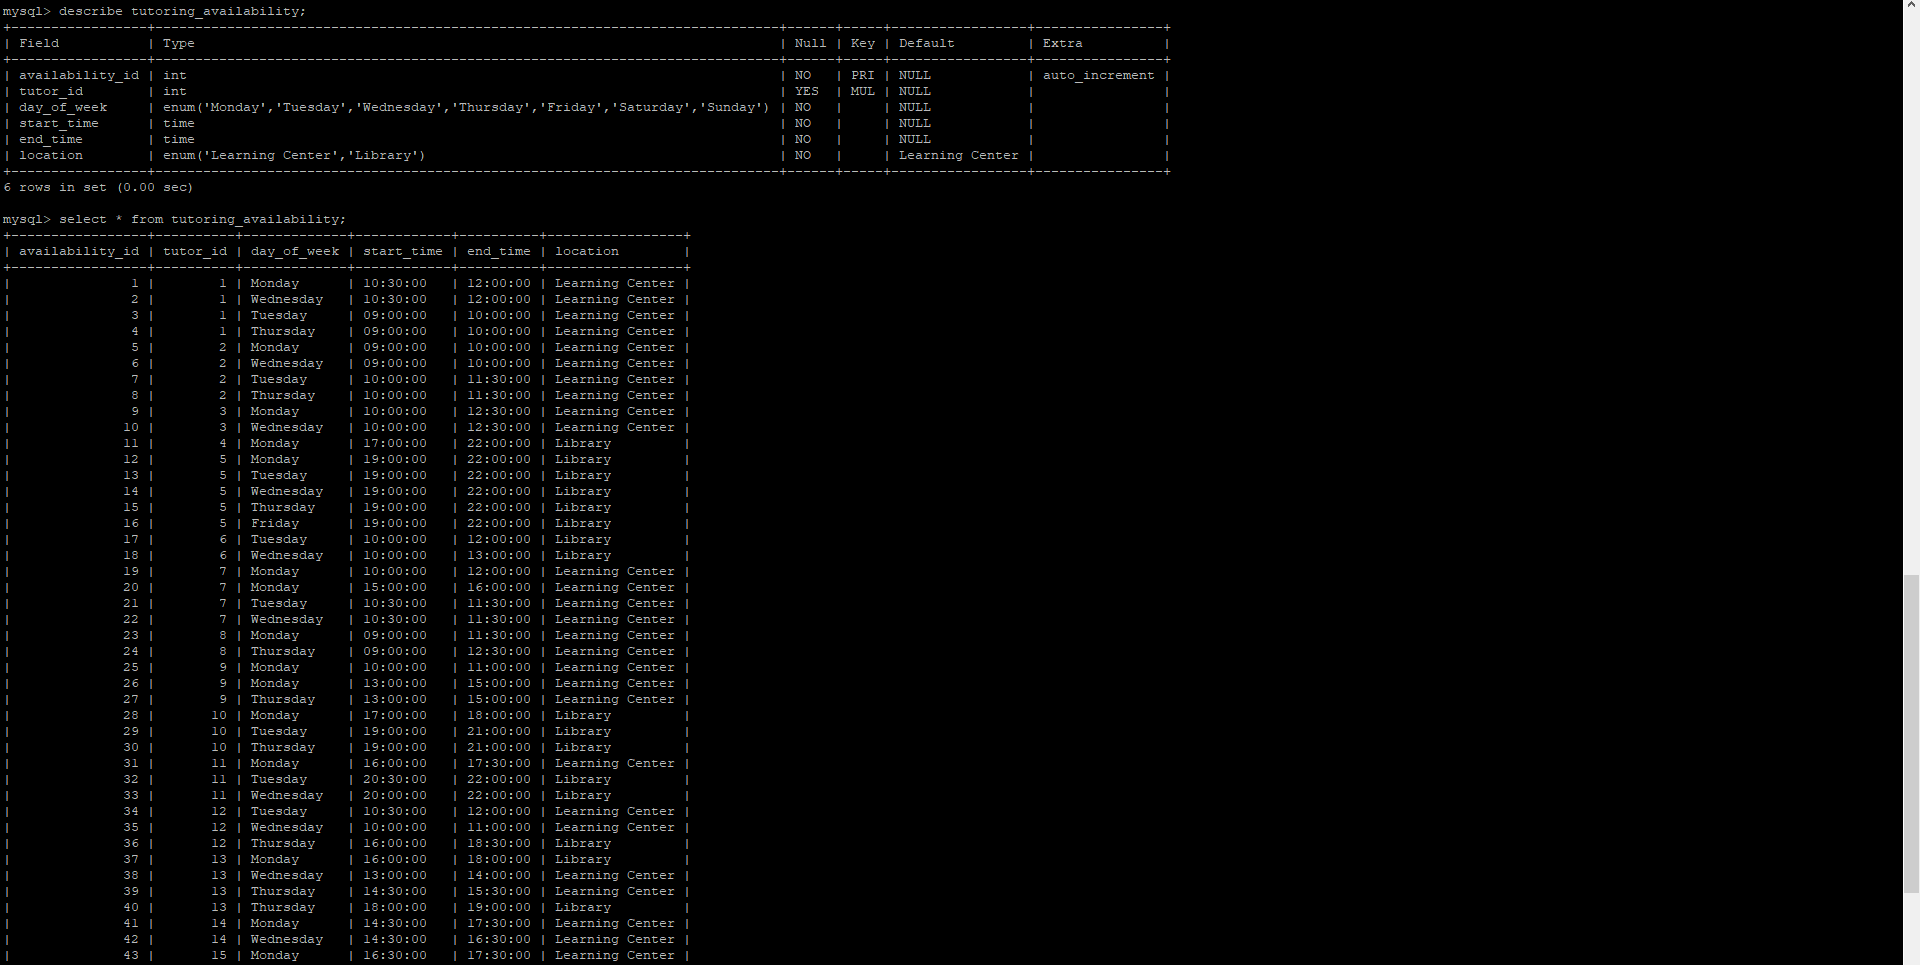 mysql> describe tutoring_availability;
+-----------------+------------------------------------------------------------------------------+------+-----+-----------------+----------------+
| Field           | Type                                                                         | Null | Key | Default         | Extra          |
+-----------------+------------------------------------------------------------------------------+------+-----+-----------------+----------------+
| availability_id | int                                                                          | NO   | PRI | NULL            | auto_increment |
| tutor_id        | int                                                                          | YES  | MUL | NULL            |                |
| day_of_week     | enum('Monday','Tuesday','Wednesday','Thursday','Friday','Saturday','Sunday') | NO   |     | NULL            |                |
| start_time      | time                                                                         | NO   |     | NULL            |                |
| end_time        | time                                                                         | NO   |     | NULL            |                |
| location        | enum('Learning Center','Library')                                            | NO   |     | Learning Center |                |
+-----------------+------------------------------------------------------------------------------+------+-----+-----------------+----------------+
6 rows in set (0.00 sec)
mysql> select * from tutoring_availability;
+-----------------+----------+-------------+------------+----------+-----------------+
| availability_id | tutor_id | day_of_week | start_time | end_time | location        |
+-----------------+----------+-------------+------------+----------+-----------------+
|               1 |        1 | Monday      | 10:30:00   | 12:00:00 | Learning Center |
|               2 |        1 | Wednesday   | 10:30:00   | 12:00:00 | Learning Center |
|               3 |        1 | Tuesday     | 09:00:00   | 10:00:00 | Learning Center |
|               4 |        1 | Thursday    | 09:00:00   | 10:00:00 | Learning Center |
|               5 |        2 | Monday      | 09:00:00   | 10:00:00 | Learning Center |
|               6 |        2 | Wednesday   | 09:00:00   | 10:00:00 | Learning Center |
|               7 |        2 | Tuesday     | 10:00:00   | 11:30:00 | Learning Center |
|               8 |        2 | Thursday    | 10:00:00   | 11:30:00 | Learning Center |
|               9 |        3 | Monday      | 10:00:00   | 12:30:00 | Learning Center |
|              10 |        3 | Wednesday   | 10:00:00   | 12:30:00 | Learning Center |
|              11 |        4 | Monday      | 17:00:00   | 22:00:00 | Library         |
|              12 |        5 | Monday      | 19:00:00   | 22:00:00 | Library         |
|              13 |        5 | Tuesday     | 19:00:00   | 22:00:00 | Library         |
|              14 |        5 | Wednesday   | 19:00:00   | 22:00:00 | Library         |
|              15 |        5 | Thursday    | 19:00:00   | 22:00:00 | Library         |
|              16 |        5 | Friday      | 19:00:00   | 22:00:00 | Library         |
|              17 |        6 | Tuesday     | 10:00:00   | 12:00:00 | Library         |
|              18 |        6 | Wednesday   | 10:00:00   | 13:00:00 | Library         |
|              19 |        7 | Monday      | 10:00:00   | 12:00:00 | Learning Center |
|              20 |        7 | Monday      | 15:00:00   | 16:00:00 | Learning Center |
|              21 |        7 | Tuesday     | 10:30:00   | 11:30:00 | Learning Center |
|              22 |        7 | Wednesday   | 10:30:00   | 11:30:00 | Learning Center |
|              23 |        8 | Monday      | 09:00:00   | 11:30:00 | Learning Center |
|              24 |        8 | Thursday    | 09:00:00   | 12:30:00 | Learning Center |
|              25 |        9 | Monday      | 10:00:00   | 11:00:00 | Learning Center |
|              26 |        9 | Monday      | 13:00:00   | 15:00:00 | Learning Center |
|              27 |        9 | Thursday    | 13:00:00   | 15:00:00 | Learning Center |
|              28 |       10 | Monday      | 17:00:00   | 18:00:00 | Library         |
|              29 |       10 | Tuesday     | 19:00:00   | 21:00:00 | Library         |
|              30 |       10 | Thursday    | 19:00:00   | 21:00:00 | Library         |
|              31 |       11 | Monday      | 16:00:00   | 17:30:00 | Learning Center |
|              32 |       11 | Tuesday     | 20:30:00   | 22:00:00 | Library         |
|              33 |       11 | Wednesday   | 20:00:00   | 22:00:00 | Library         |
|              34 |       12 | Tuesday     | 10:30:00   | 12:00:00 | Learning Center |
|              35 |       12 | Wednesday   | 10:00:00   | 11:00:00 | Learning Center |
|              36 |       12 | Thursday    | 16:00:00   | 18:30:00 | Library         |
|              37 |       13 | Monday      | 16:00:00   | 18:00:00 | Library         |
|              38 |       13 | Wednesday   | 13:00:00   | 14:00:00 | Learning Center |
|              39 |       13 | Thursday    | 14:30:00   | 15:30:00 | Learning Center |
|              40 |       13 | Thursday    | 18:00:00   | 19:00:00 | Library         |
|              41 |       14 | Monday      | 14:30:00   | 17:30:00 | Learning Center |
|              42 |       14 | Wednesday   | 14:30:00   | 16:30:00 | Learning Center |
|              43 |       15 | Monday      | 16:30:00   | 17:30:00 | Learning Center |